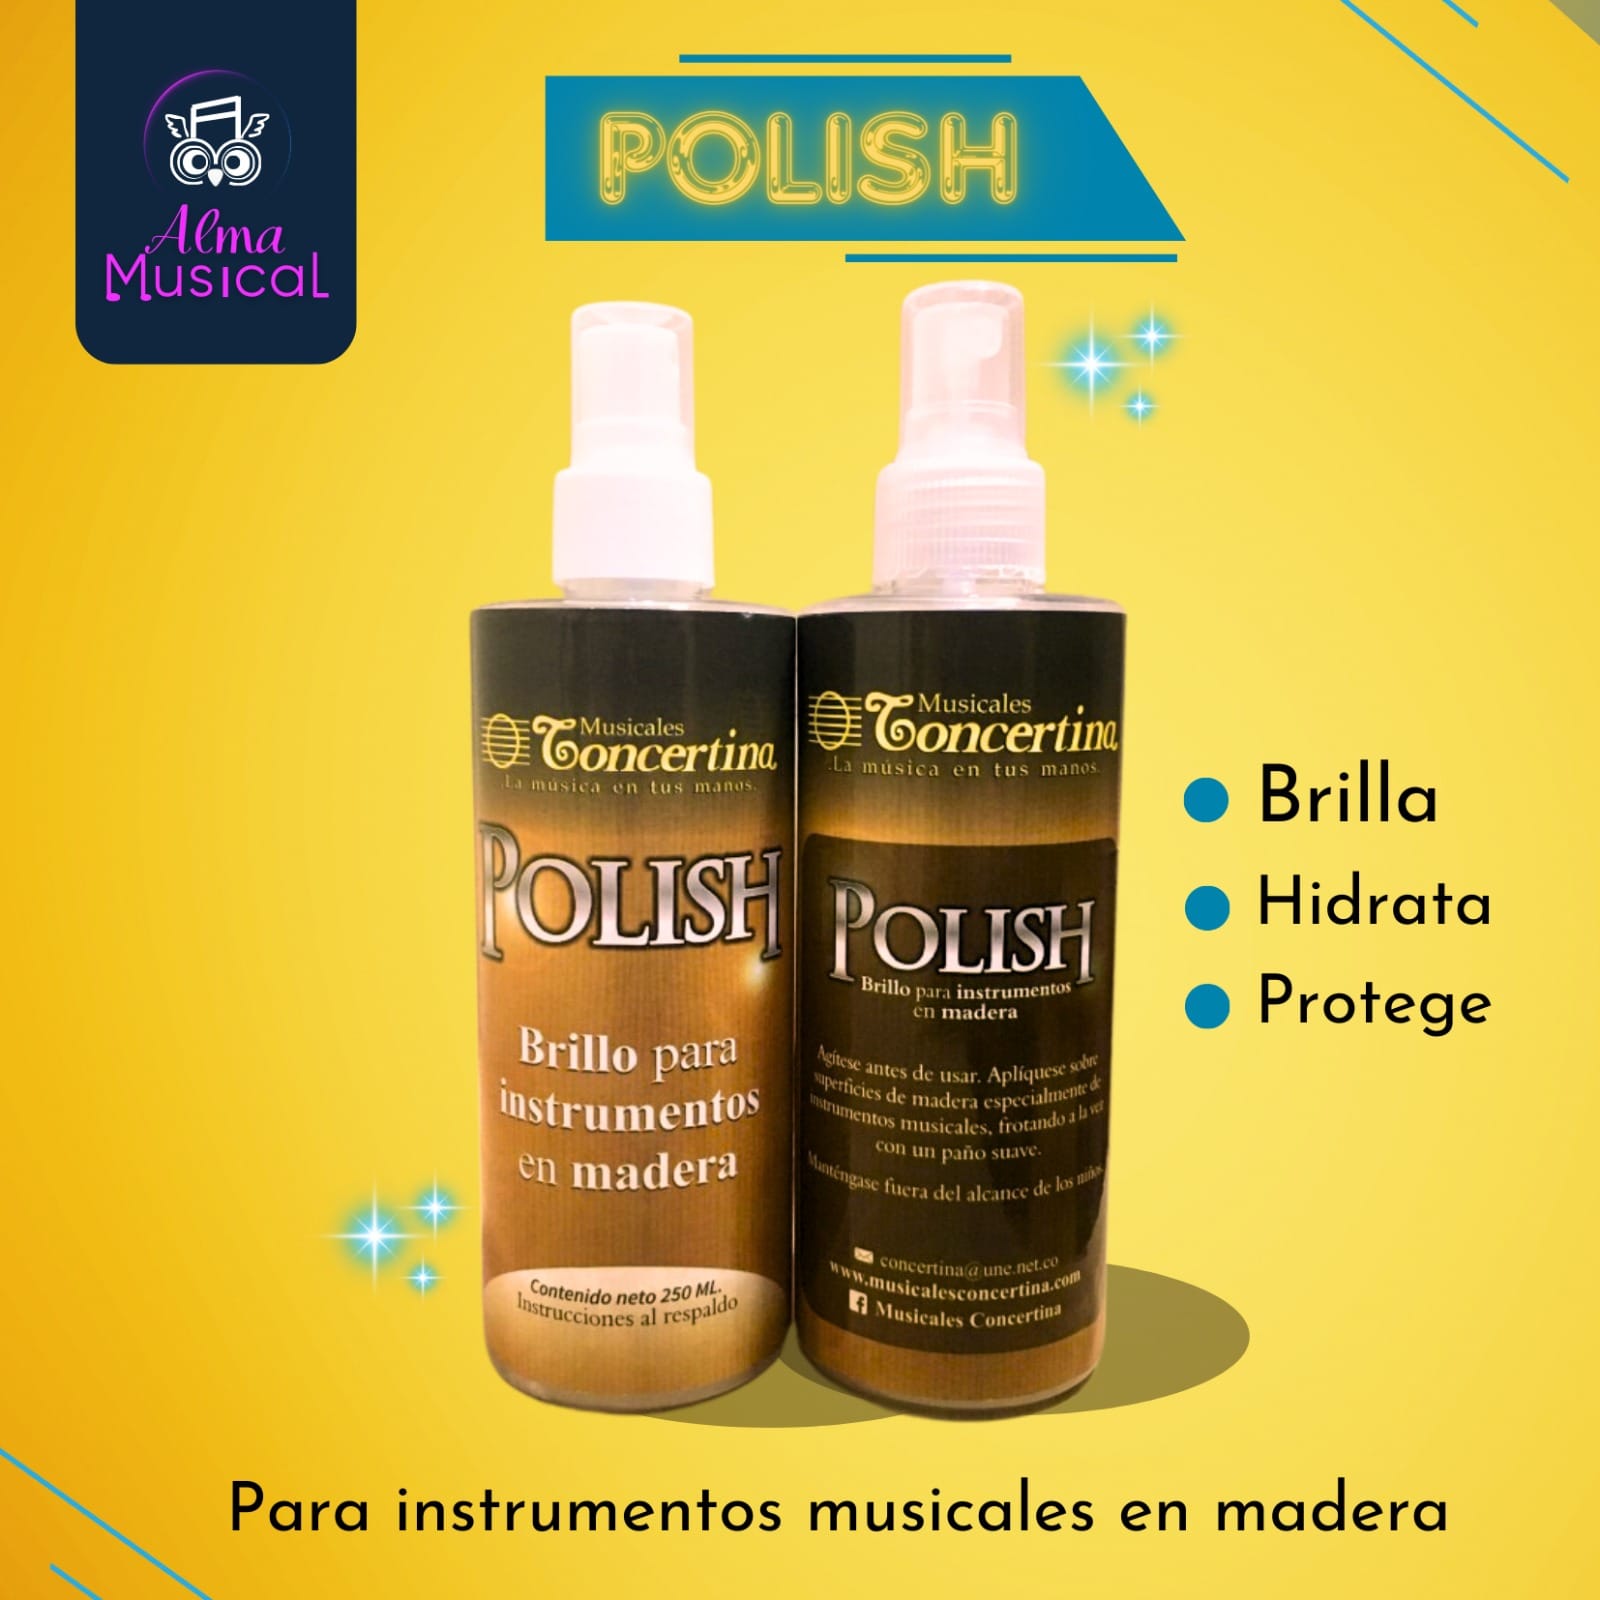 Alma
Musical
POLISH
Musicales
Concertina
La música en tus manos.
POLISH
Brillo para
instrumentos
en madera
Contenido neto 250 ML.
Instrucciones al respaldo
Musicales
Concertina
La música en tus manos.
POLISH
Brillo para instrumentos
en madera
Agítese antes de usar. Aplíquese sobre
superficies de madera especialmente de
instrumentos musicales, frotando a la vez
con un paño suave.
Manténgase fuera del alcance de los niños.
concertina@une.net.co
www.musicalesconcertina.com
Musicales Concertina
Brilla
Hidrata
Protege
Para instrumentos musicales en madera